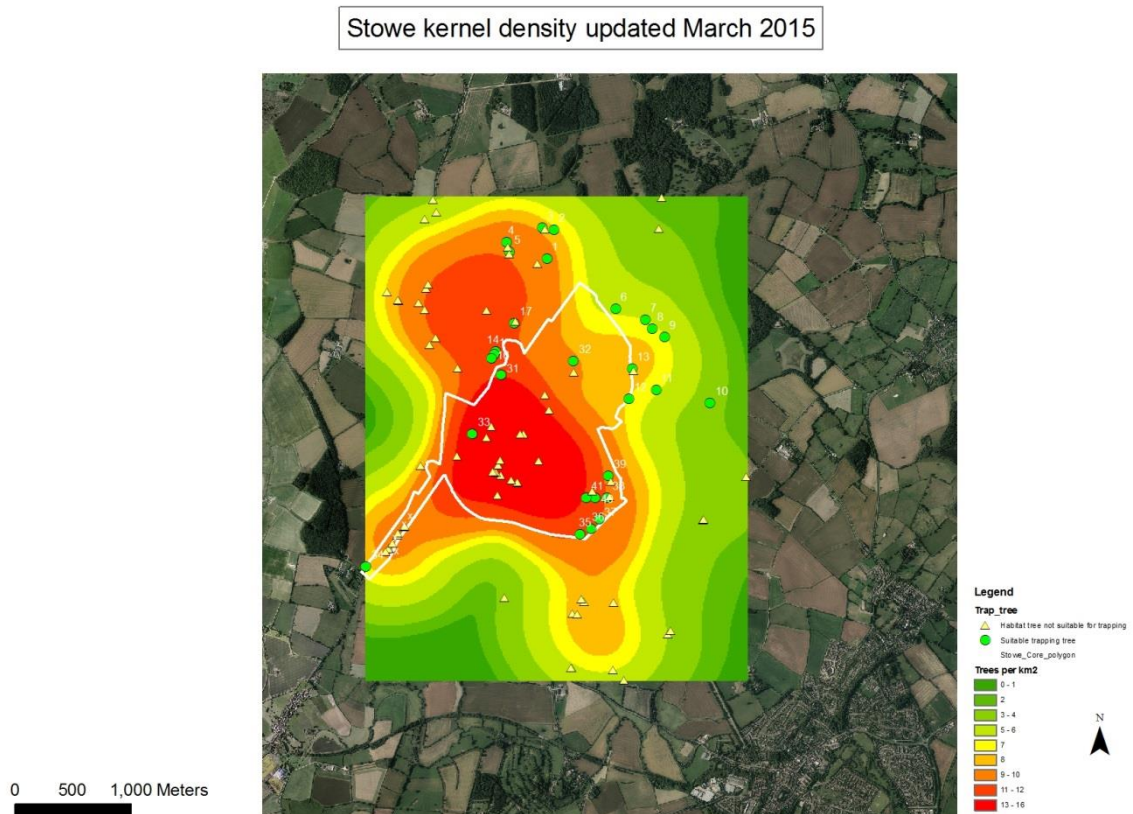 Stowe kernel density updated March 2015
4
5
1
6
7
8
9
17
32
13
14
31
11
10
33
39
41
38
35
36
37
0 500 1,000 Meters
Legend
Trap_tree
Habitat tree not suitable for trapping
Suitable trapping tree
Stowe_Core_polygon
Trees per km2
0 - 1
2
3 - 4
5 - 6
7
8
9 - 10
11 - 12
13 - 16
N